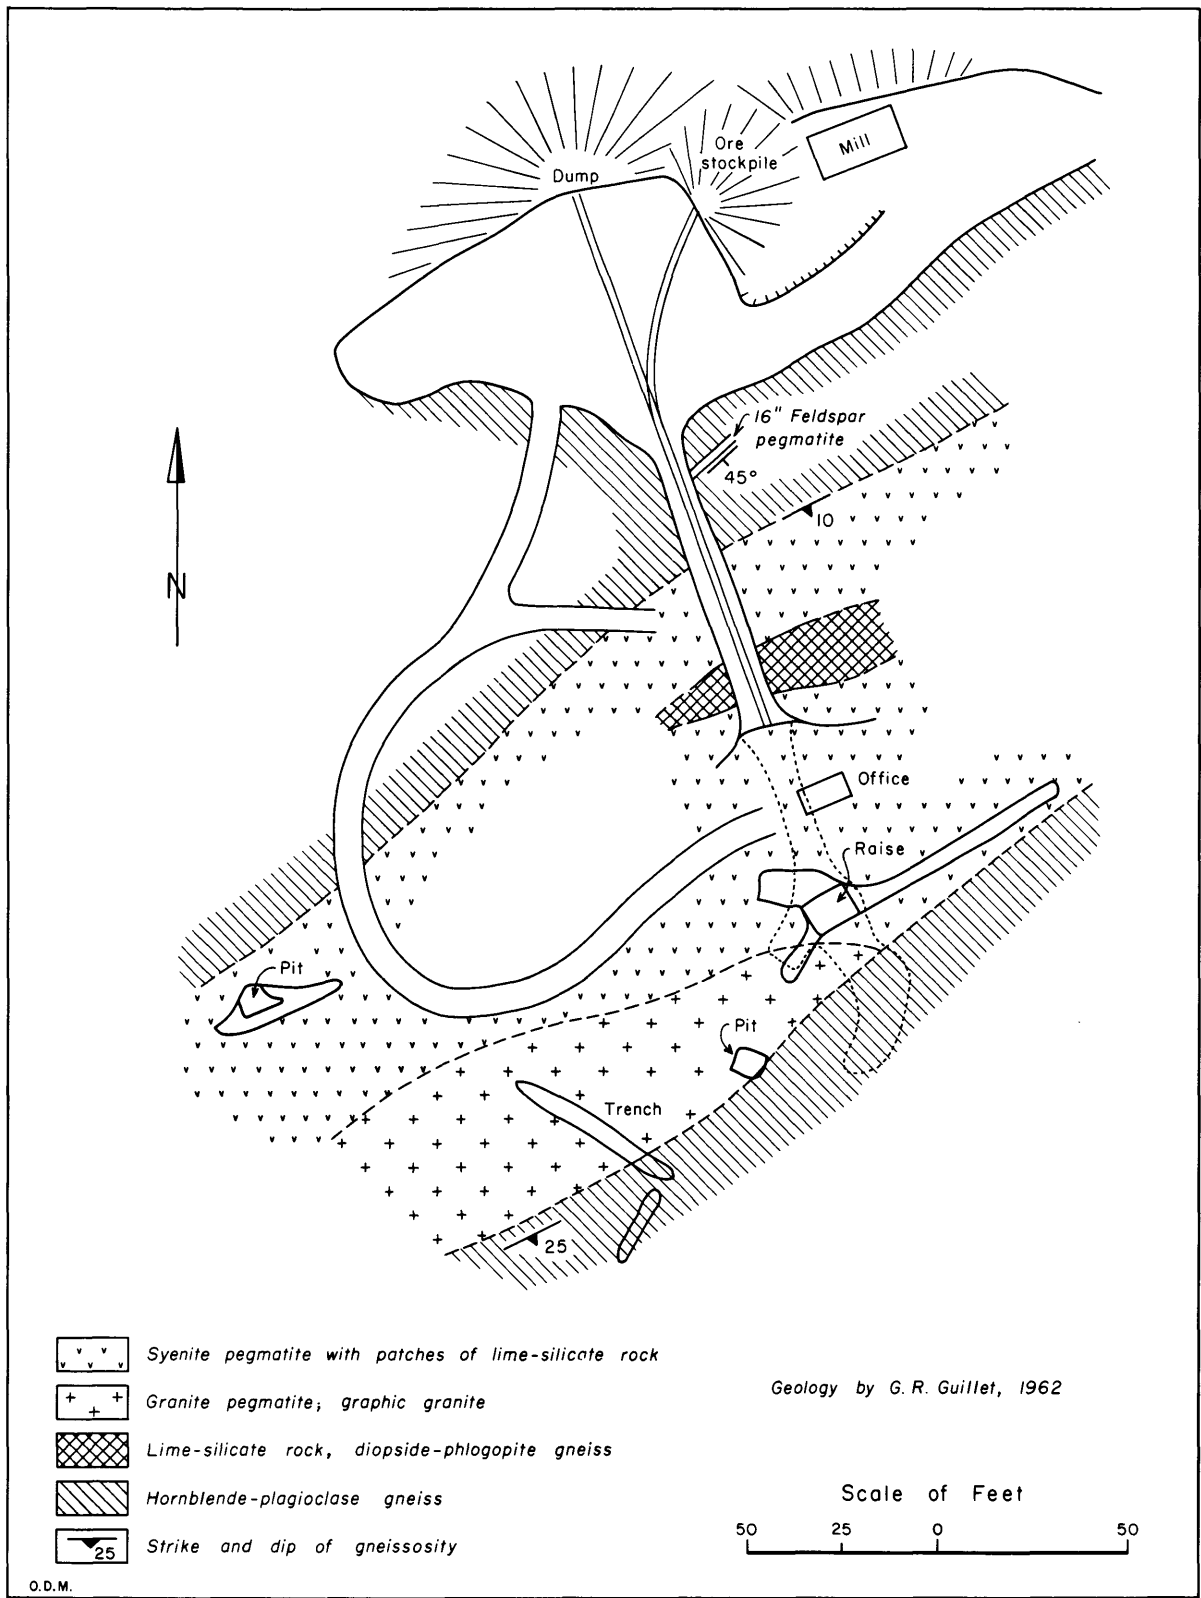 Ore
stockpile
Mill
Dump
16" Feldspar
pegmatite
45°
10
N
Office
Raise
Pit
Pit
Trench
25
Syenite pegmatite with patches of lime-silicate rock
Granite pegmatite; graphic granite
Geology by G. R. Guillet, 1962
Lime-silicate rock, diopside-phlogopite gneiss
Hornblende-plagioclase gneiss
Scale of Feet
50 25 0 50
25 Strike and dip of gneissosity
O.D.M.